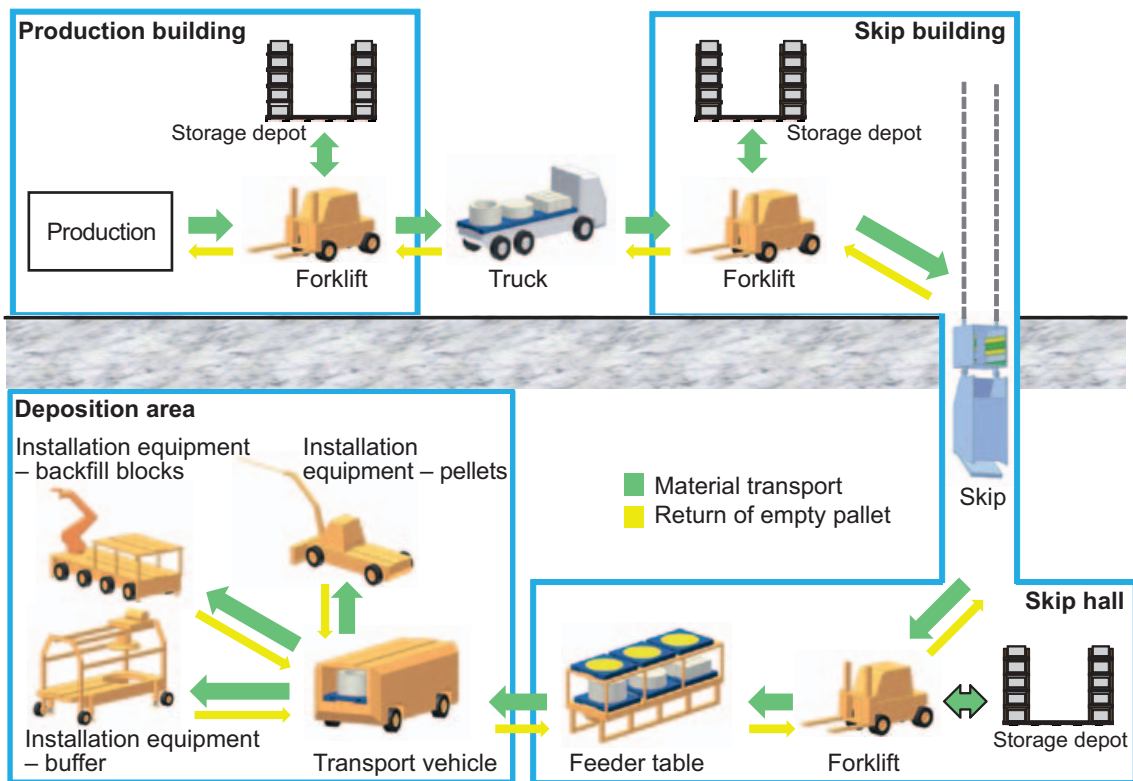 Production building
Storage depot
Production
Forklift
Truck
Skip building
Storage depot
Forklift
Skip
Deposition area
Installation equipment
– backfill blocks
Installation
equipment – pellets
Installation equipment
– buffer
Transport vehicle
Material transport
Return of empty pallet
Skip hall
Feeder table
Forklift
Storage depot